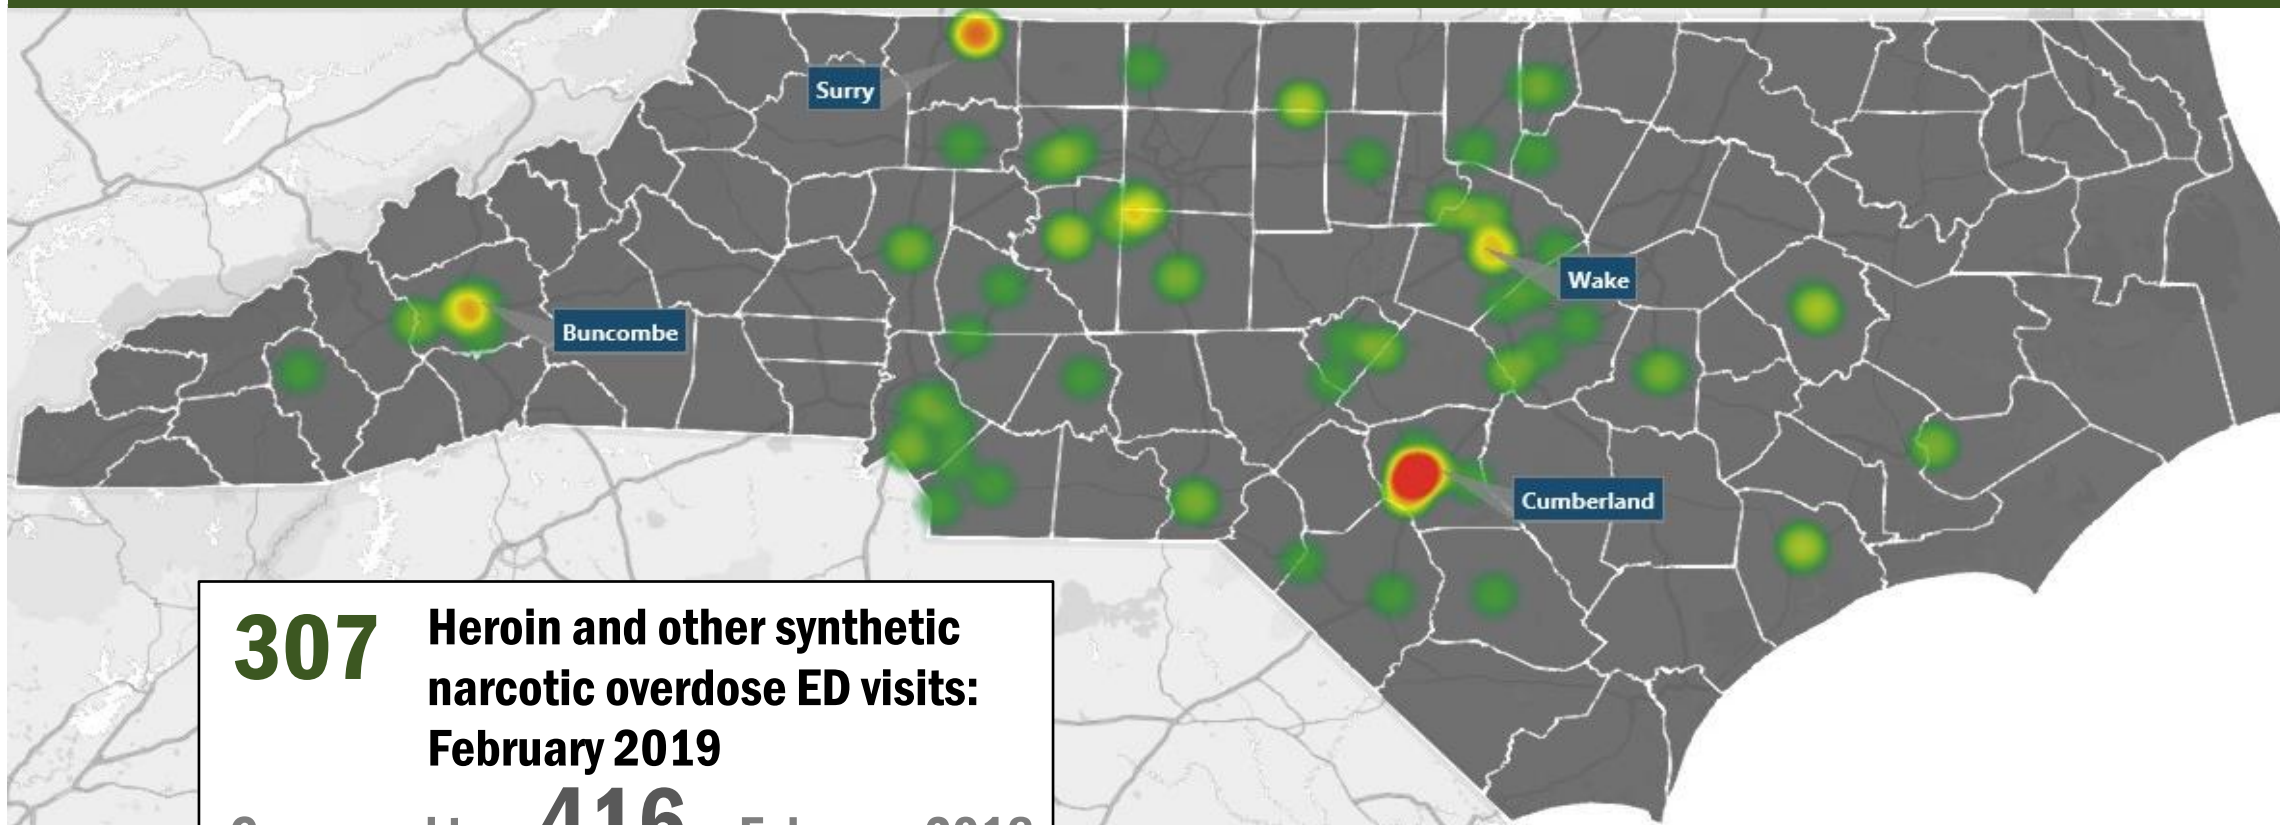 Surry
Wake
Buncombe
Cumberland
307
Heroin and other synthetic
narcotic overdose ED visits:
February 2019
416